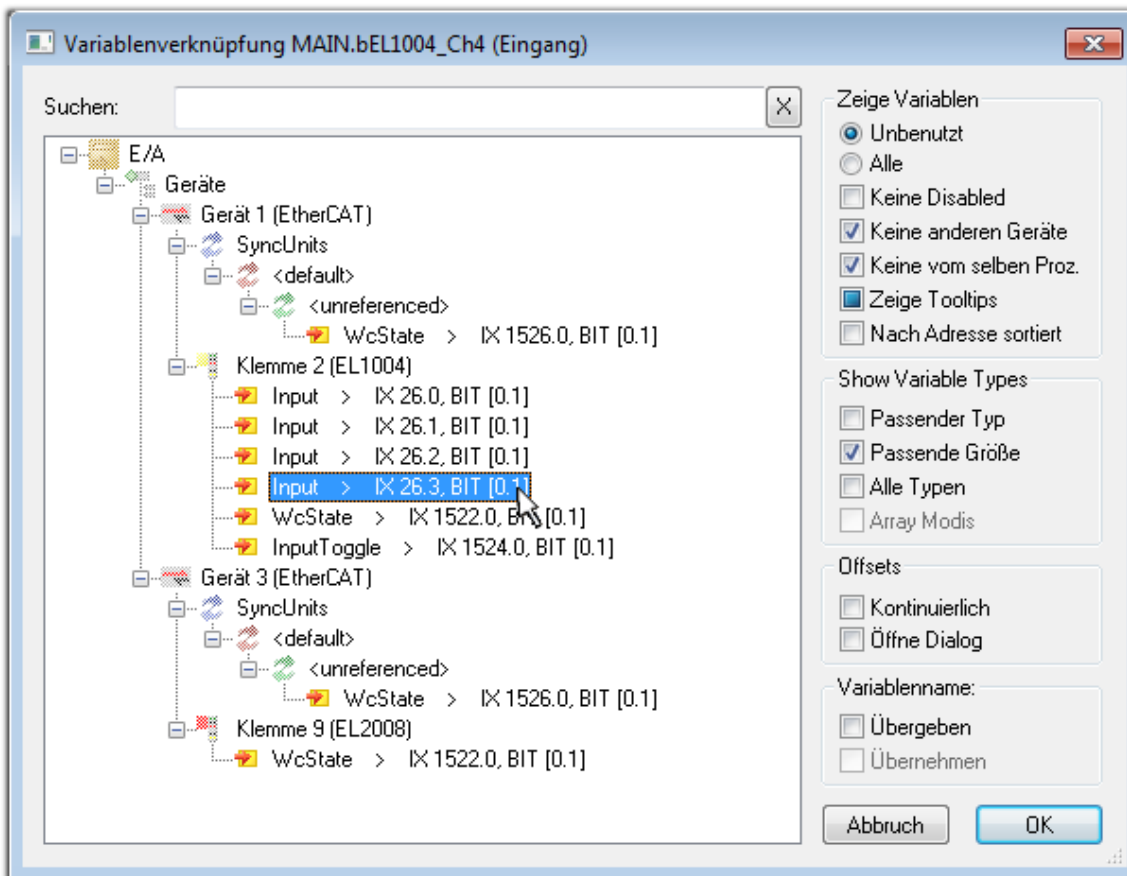 Variablenverknüpfung MAIN.bEL1004_Ch4 (Eingang)
Suchen:
X
E/A
Geräte
Gerät 1 (EtherCAT)
SyncUnits
<default>
<unreferenced>
WcState > IX 1526.0, BIT [0.1]
Klemme 2 (EL1004)
Input > IX 26.0, BIT [0.1]
Input > IX 26.1, BIT [0.1]
Input > IX 26.2, BIT [0.1]
Input > IX 26.3, BIT [0.1]
WcState > IX 1522.0, BIT [0.1]
InputToggle > IX 1524.0, BIT [0.1]
Gerät 3 (EtherCAT)
SyncUnits
<default>
<unreferenced>
WcState > IX 1526.0, BIT [0.1]
Klemme 9 (EL2008)
WcState > IX 1522.0, BIT [0.1]
Zeige Variablen
Unbenutzt
Alle
Keine Disabled
Keine anderen Geräte
Keine vom selben Proz.
Zeige Tooltips
Nach Adresse sortiert
Show Variable Types
Passender Typ
Passende Größe
Alle Typen
Array Modis
Offsets
Kontinuierlich
Öffne Dialog
Variablenname:
Übergeben
Übernehmen
Abbruch
OK